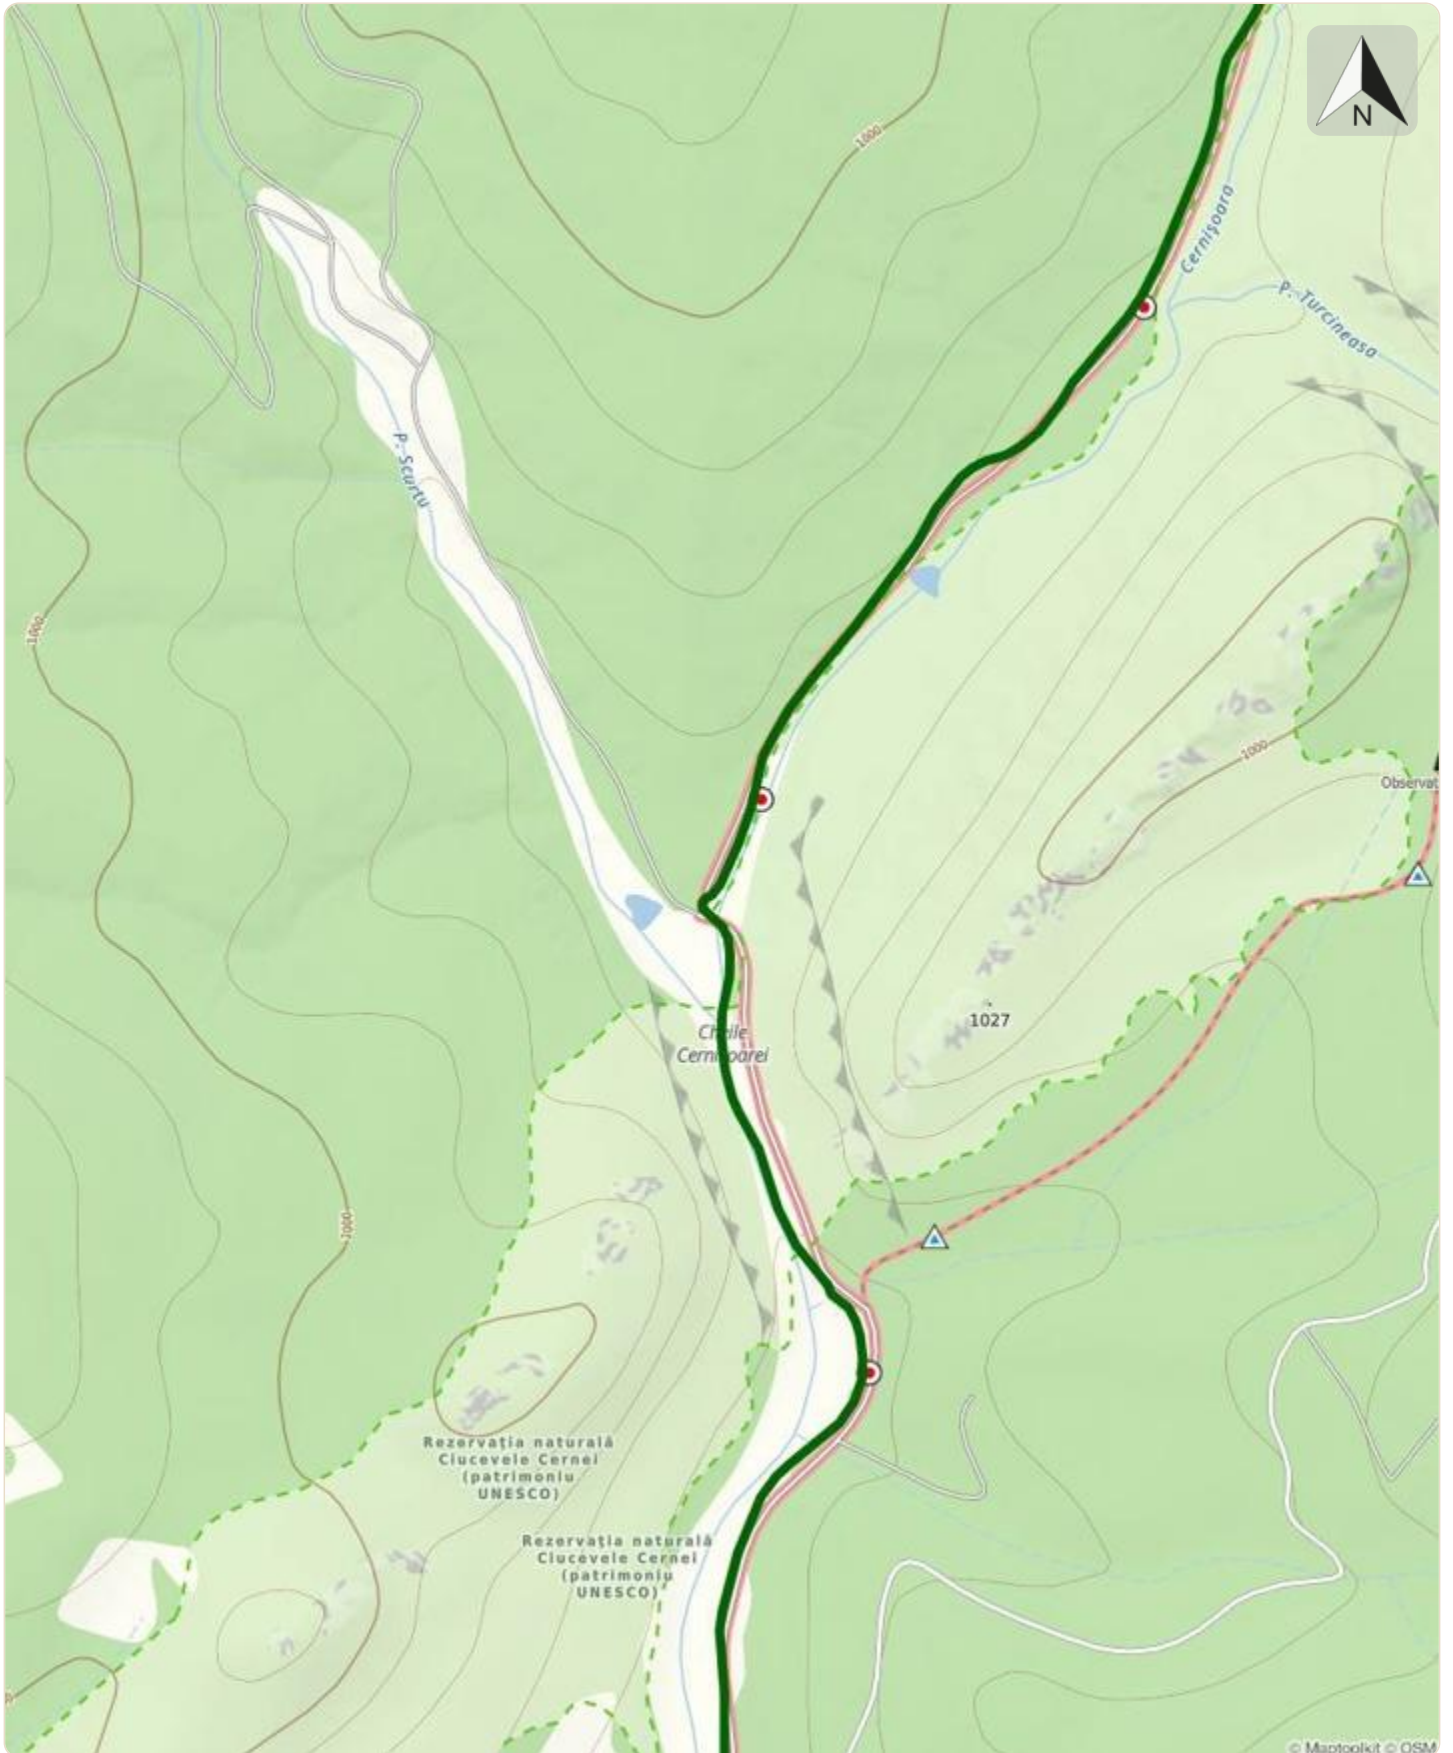 N
1000
Cernișoara
P. Turcineasa
P. Scurtu
1000
1000
Observat
1027
Cheile
Cernișoarei
1000
Rezervația naturală
Ciucevele Cernei
(patrimoniu
UNESCO)
Rezervația naturală
Ciucevele Cernei
(patrimoniu
UNESCO)
© Maptoolkit © OSM